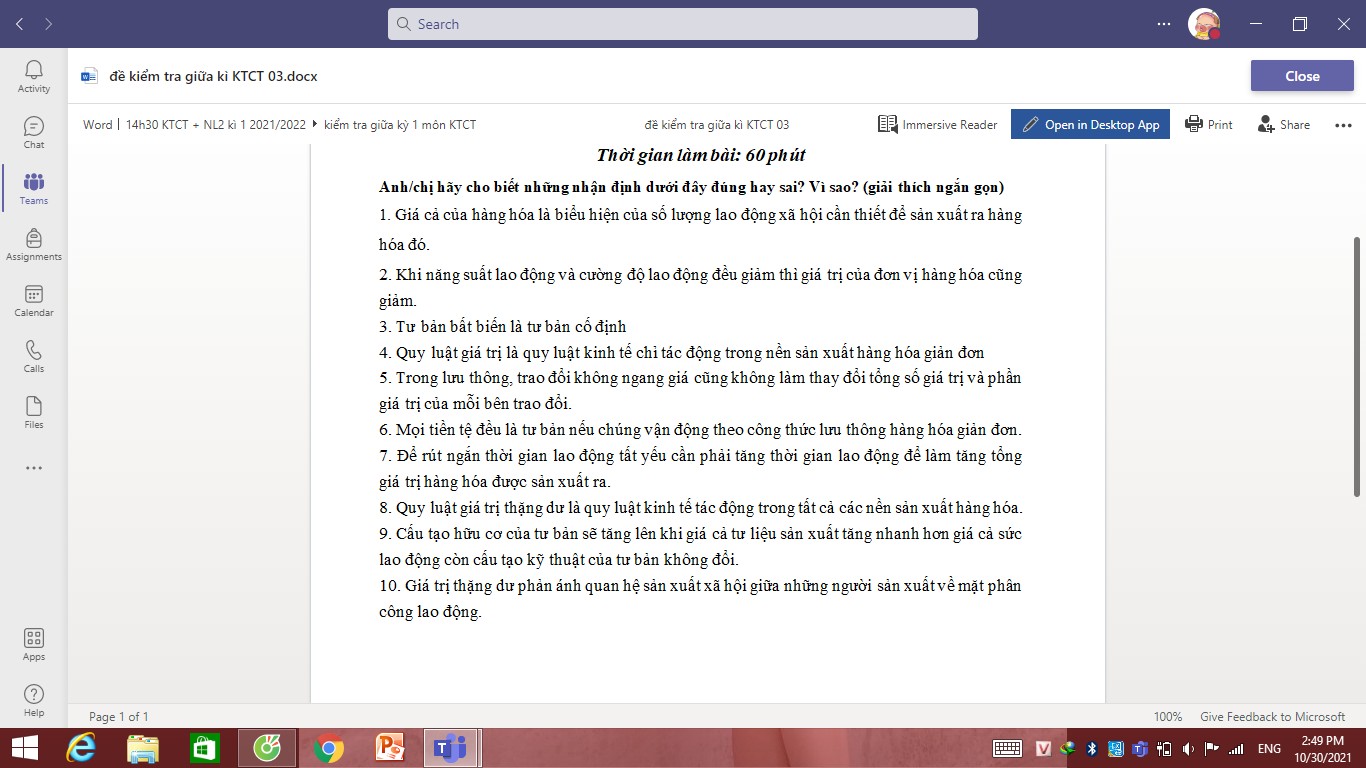 Search
Activity
Chat
Teams
Assignments
Calendar
Calls
Files
Apps
Help
đề kiểm tra giữa kì KTCT 03.docx
Close
Word | 14h30 KTCT + NL2 kì 1 2021/2022 kiểm tra giữa kỳ 1 môn KTCT
đề kiểm tra giữa kì KTCT 03
Immersive Reader
Open in Desktop App
Print
Share
Thời gian làm bài: 60 phút
Anh/chị hãy cho biết những nhận định dưới đây đúng hay sai? Vì sao? (giải thích ngắn gọn)
1. Giá cả của hàng hóa là biểu hiện của số lượng lao động xã hội cần thiết để sản xuất ra hàng
hóa đó.
2. Khi năng suất lao động và cường độ lao động đều giảm thì giá trị của đơn vị hàng hóa cũng
giảm.
3. Tư bản bất biến là tư bản cố định
4. Quy luật giá trị là quy luật kinh tế chỉ tác động trong nền sản xuất hàng hóa giản đơn
5. Trong lưu thông, trao đổi không ngang giá cũng không làm thay đổi tổng số giá trị và phần
giá trị của mỗi bên trao đổi.
6. Mọi tiền tệ đều là tư bản nếu chúng vận động theo công thức lưu thông hàng hóa giản đơn.
7. Để rút ngắn thời gian lao động tất yếu cần phải tăng thời gian lao động để làm tăng tổng
giá trị hàng hóa được sản xuất ra.
8. Quy luật giá trị thặng dư là quy luật kinh tế tác động trong tất cả các nền sản xuất hàng hóa.
9. Cấu tạo hữu cơ của tư bản sẽ tăng lên khi giá cả tư liệu sản xuất tăng nhanh hơn giá cả sức
lao động còn cấu tạo kỹ thuật của tư bản không đổi.
10. Giá trị thặng dư phản ánh quan hệ sản xuất xã hội giữa những người sản xuất về mặt phân
công lao động.
Page 1 of 1
100%
Give Feedback to Microsoft
ENG
2:49 PM
10/30/2021